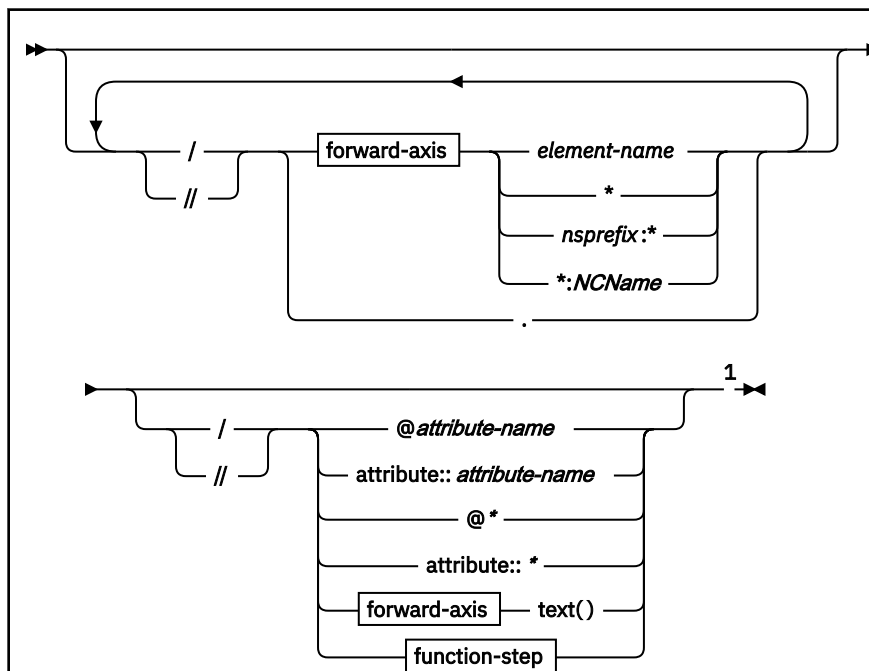 / forward-axis element-name
// *
nsprefix:*
*:NCName
.
1
/ @attribute-name
// attribute:: attribute-name
@*
attribute:: *
forward-axis text()
function-step